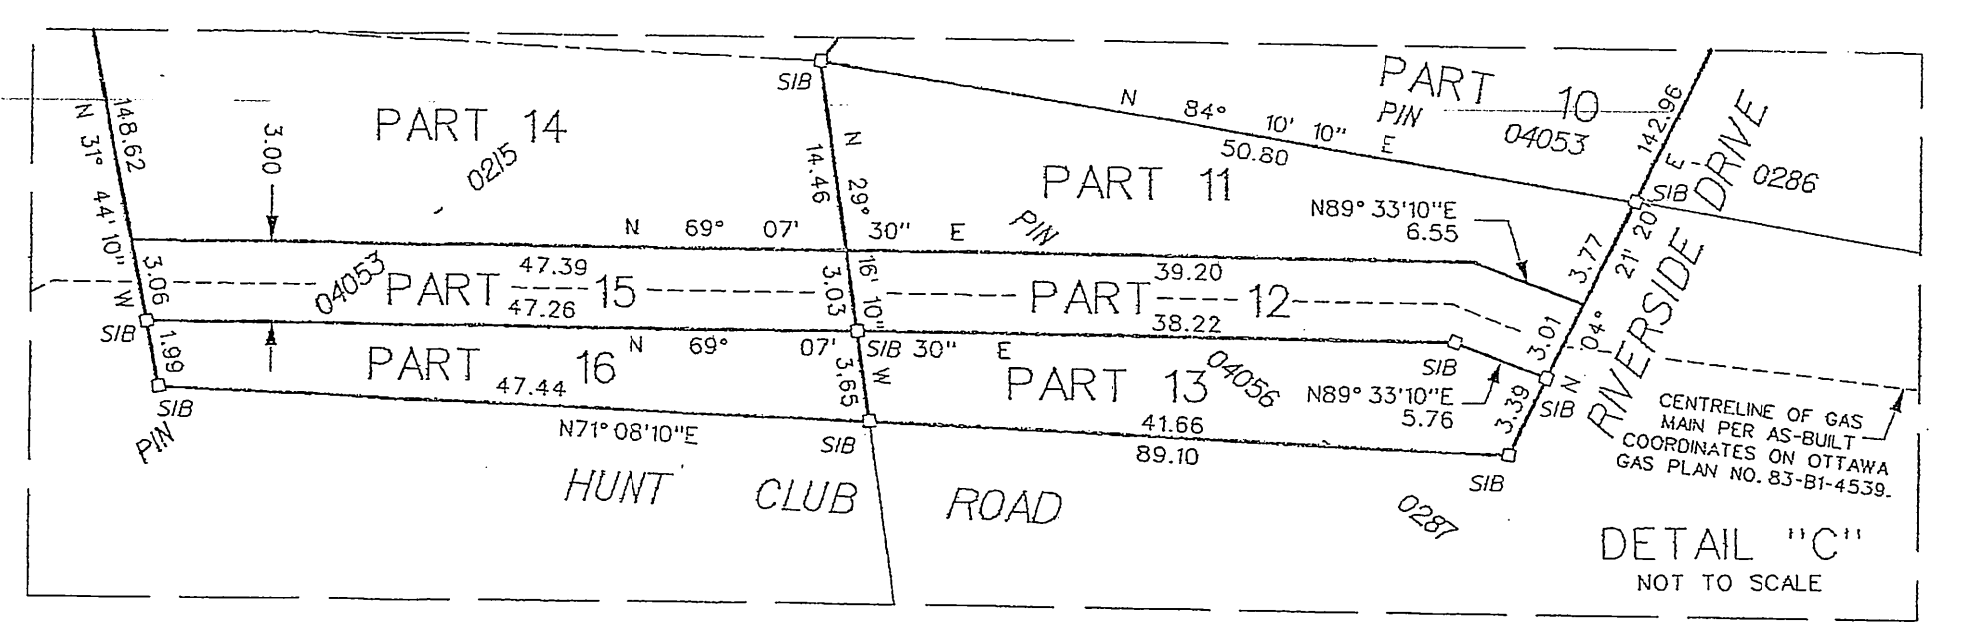 SIB
PART 10
PIN
04053
142.96
N 84° 10' 10" E
50.80
N 31° 44' 10" W
148.62
3.00
PART 14
0215
N 29° 16' 10" W
14.46
PART 11
PIN
N89° 33'10"E
6.55
SIB
0286
RIVERSIDE DRIVE
N 04° 21' 20" E
3.77
N 69° 07' 30" E
47.39
39.20
3.06
04053
PART 15
3.03
PART 12
47.26
38.22
3.01
SIB
1.99
PART 16
N 69° 07' 30" E
SIB
3.65
PART 13
04056
SIB
N89° 33'10"E
5.76
3.39
SIB
47.44
41.66
SIB
PIN
N71° 08'10"E
SIB
89.10
SIB
HUNT CLUB ROAD
0287
CENTRELINE OF GAS
MAIN PER AS-BUILT
COORDINATES ON OTTAWA
GAS PLAN NO. 83-B1-4539.
DETAIL "C"
NOT TO SCALE